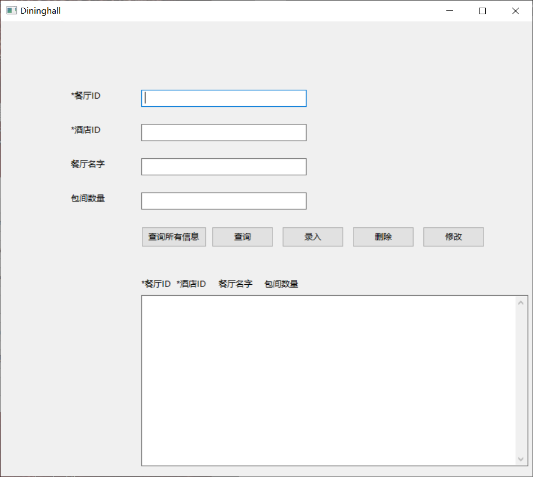 Dininghall
*餐厅ID
*酒店ID
餐厅名字
包间数量
查询所有信息 查询 录入 删除 修改
*餐厅ID *酒店ID 餐厅名字 包间数量